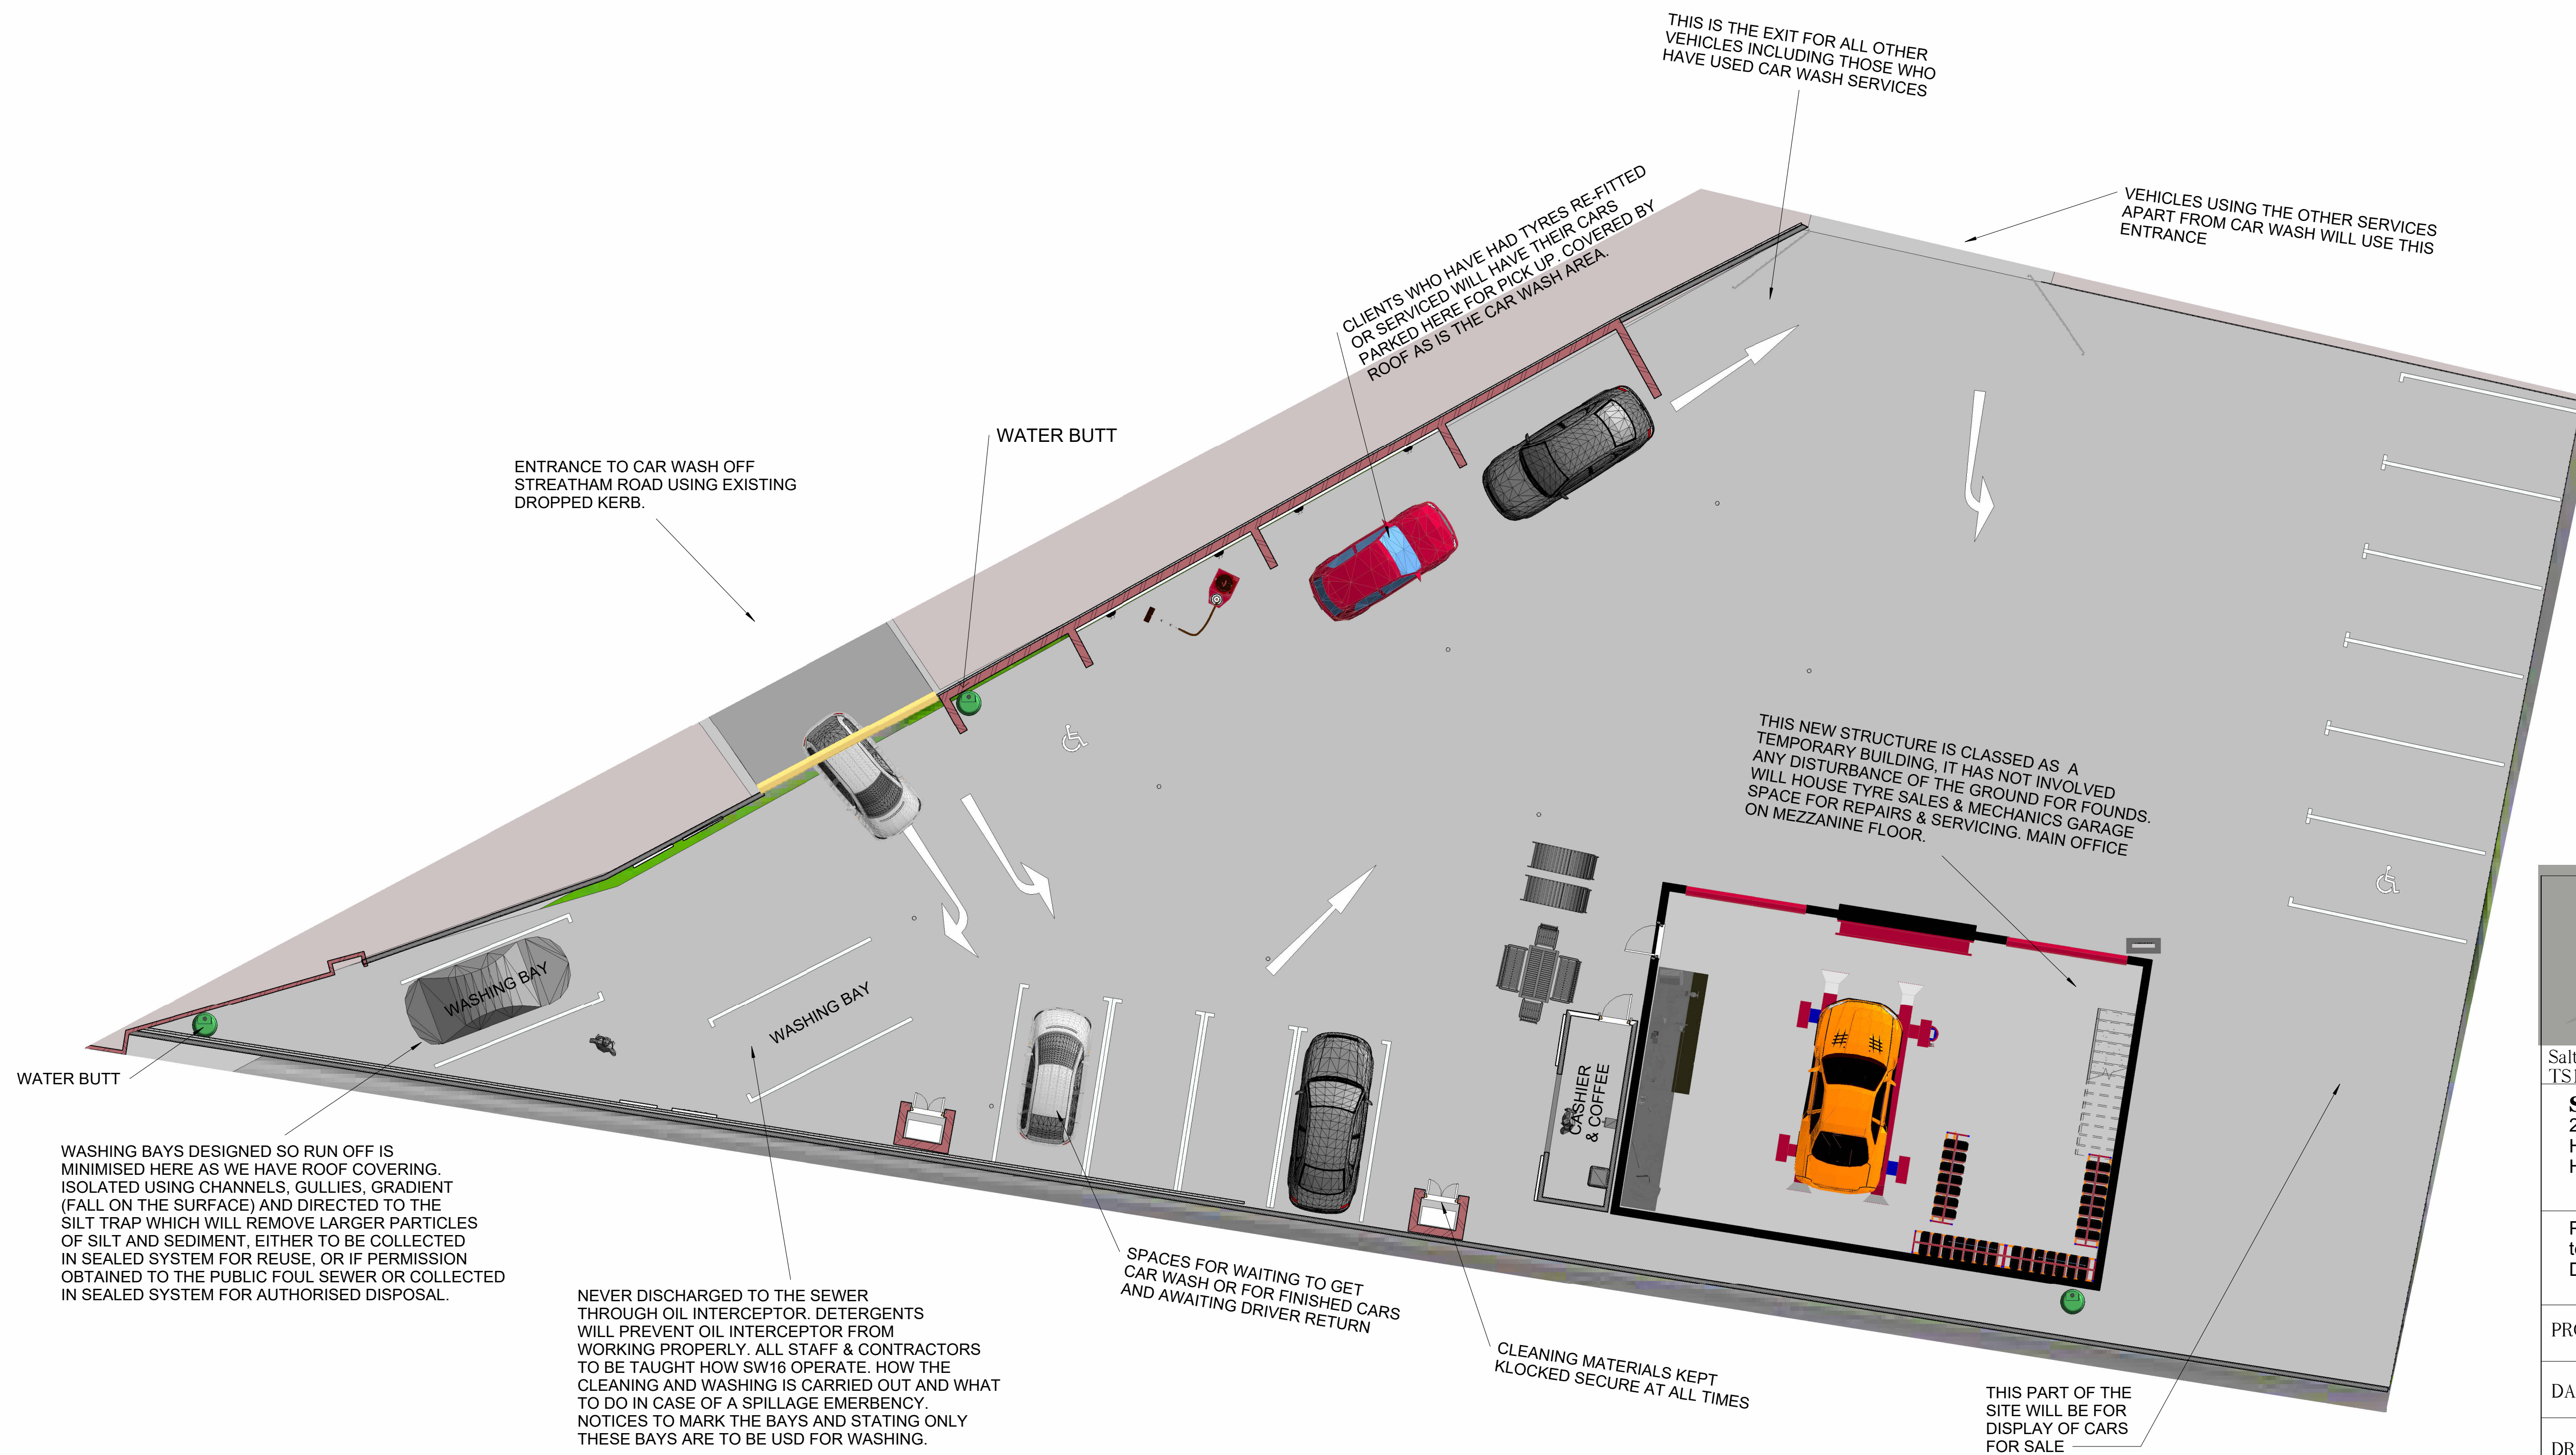 THIS IS THE EXIT FOR ALL OTHER
VEHICLES INCLUDING THOSE WHO
HAVE USED CAR WASH SERVICES
VEHICLES USING THE OTHER SERVICES
APART FROM CAR WASH WILL USE THIS
ENTRANCE
CLIENTS WHO HAVE HAD TYRES RE-FITTED
OR SERVICED WILL HAVE THEIR CARS
PARKED HERE FOR PICK UP. COVERED BY
ROOF AS IS THE CAR WASH AREA.
WATER BUTT
ENTRANCE TO CAR WASH OFF
STREATHAM ROAD USING EXISTING
DROPPED KERB.
THIS NEW STRUCTURE IS CLASSED AS A
TEMPORARY BUILDING, IT HAS NOT INVOLVED
ANY DISTURBANCE OF THE GROUND FOR FOUNDS.
WILL HOUSE TYRE SALES & MECHANICS GARAGE
SPACE FOR REPAIRS & SERVICING. MAIN OFFICE
ON MEZZANINE FLOOR.
WASHING BAY
WASHING BAY
CASHIER
& COFFEE
WATER BUTT
WASHING BAYS DESIGNED SO RUN OFF IS
MINIMISED HERE AS WE HAVE ROOF COVERING.
ISOLATED USING CHANNELS, GULLIES, GRADIENT
(FALL ON THE SURFACE) AND DIRECTED TO THE
SILT TRAP WHICH WILL REMOVE LARGER PARTICLES
OF SILT AND SEDIMENT, EITHER TO BE COLLECTED
IN SEALED SYSTEM FOR REUSE, OR IF PERMISSION
OBTAINED TO THE PUBLIC FOUL SEWER OR COLLECTED
IN SEALED SYSTEM FOR AUTHORISED DISPOSAL.
NEVER DISCHARGED TO THE SEWER
THROUGH OIL INTERCEPTOR. DETERGENTS
WILL PREVENT OIL INTERCEPTOR FROM
WORKING PROPERLY. ALL STAFF & CONTRACTORS
TO BE TAUGHT HOW SW16 OPERATE. HOW THE
CLEANING AND WASHING IS CARRIED OUT AND WHAT
TO DO IN CASE OF A SPILLAGE EMERBENCY.
NOTICES TO MARK THE BAYS AND STATING ONLY
THESE BAYS ARE TO BE USD FOR WASHING.
SPACES FOR WAITING TO GET
CAR WASH OR FOR FINISHED CARS
AND AWAITING DRIVER RETURN
CLEANING MATERIALS KEPT
KLOCKED SECURE AT ALL TIMES
THIS PART OF THE
SITE WILL BE FOR
DISPLAY OF CARS
FOR SALE